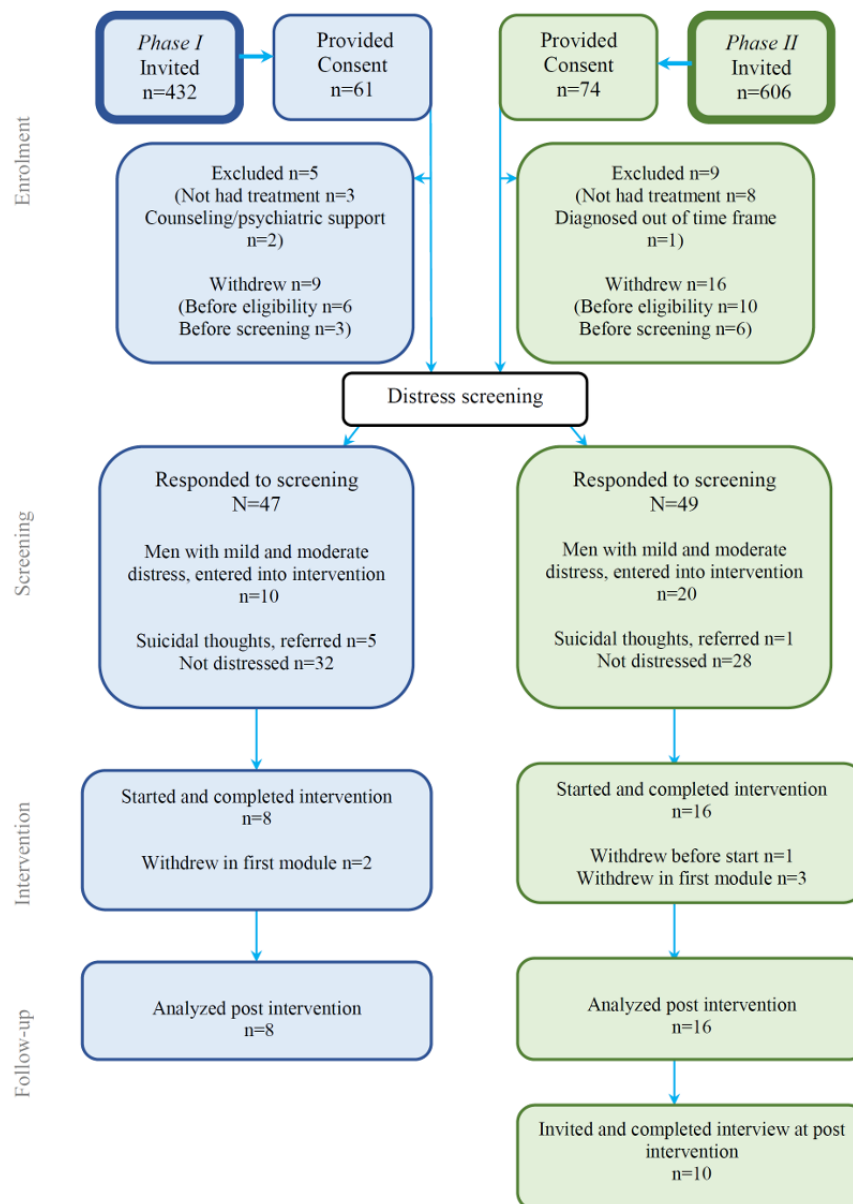 Phase I
Invited
n=432
Provided
Consent
n=61
Provided
Consent
n=74
Phase II
Invited
n=606
Enrolment
Excluded n=5
(Not had treatment n=3
Counseling/psychiatric support
n=2)
Withdrew n=9
(Before eligibility n=6
Before screening n=3)
Excluded n=9
(Not had treatment n=8
Diagnosed out of time frame
n=1)
Withdrew n=16
(Before eligibility n=10
Before screening n=6)
Distress screening
Screening
Responded to screening
N=47
Men with mild and moderate
distress, entered into intervention
n=10
Suicidal thoughts, referred n=5
Not distressed n=32
Responded to screening
N=49
Men with mild and moderate
distress, entered into intervention
n=20
Suicidal thoughts, referred n=1
Not distressed n=28
Intervention
Started and completed intervention
n=8
Withdrew in first module n=2
Started and completed intervention
n=16
Withdrew before start n=1
Withdrew in first module n=3
Follow-up
Analyzed post intervention
n=8
Analyzed post intervention
n=16
Invited and completed interview at post
intervention
n=10